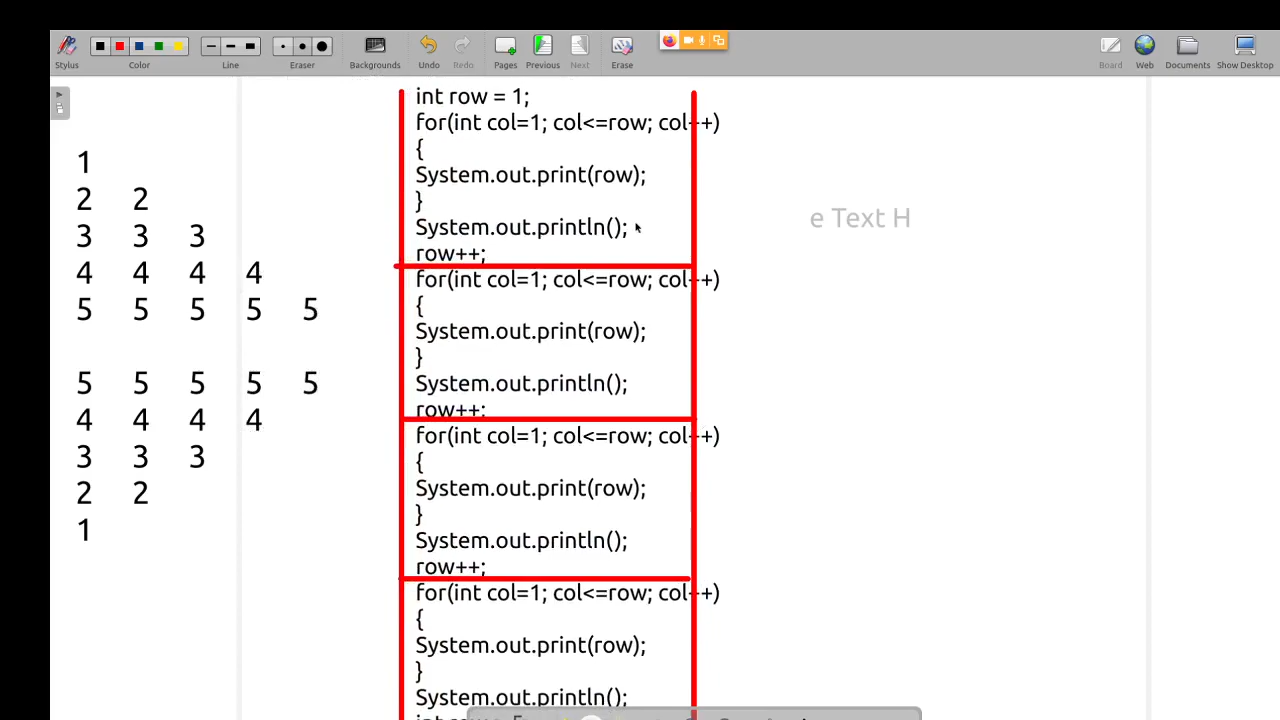 Stylus Color Line Eraser Backgrounds Undo Redo Pages Previous Next Erase Board Web Documents Show Desktop
1
2 2
3 3 3
4 4 4 4
5 5 5 5 5
5 5 5 5 5
4 4 4 4
3 3 3
2 2
1
int row = 1;
for(int col=1; col<=row; col++)
{
System.out.print(row);
}
System.out.println();
row++;
for(int col=1; col<=row; col++)
{
System.out.print(row);
}
System.out.println();
row++;
for(int col=1; col<=row; col++)
{
System.out.print(row);
}
System.out.println();
row++;
for(int col=1; col<=row; col++)
{
System.out.print(row);
}
System.out.println();
e Text H